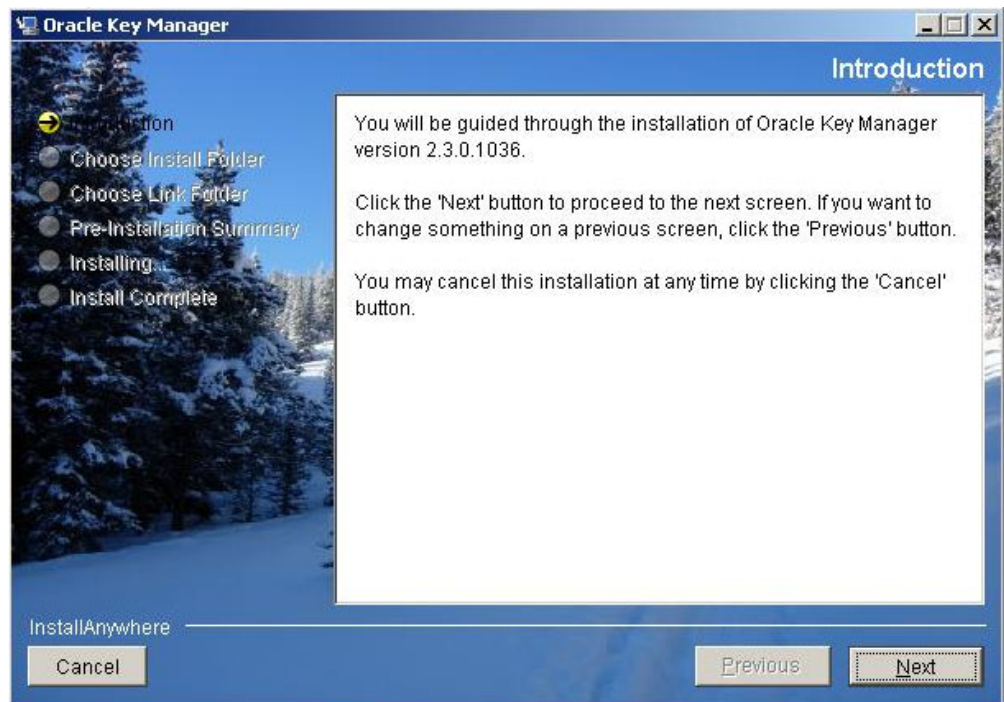 Oracle Key Manager
Introduction
Introduction
Choose Install Folder
Choose Link Folder
Pre-Installation Summary
Installing...
Install Complete
You will be guided through the installation of Oracle Key Manager
version 2.3.0.1036.
Click the 'Next' button to proceed to the next screen. If you want to
change something on a previous screen, click the 'Previous' button.
You may cancel this installation at any time by clicking the 'Cancel'
button.
InstallAnywhere
Cancel
Previous
Next